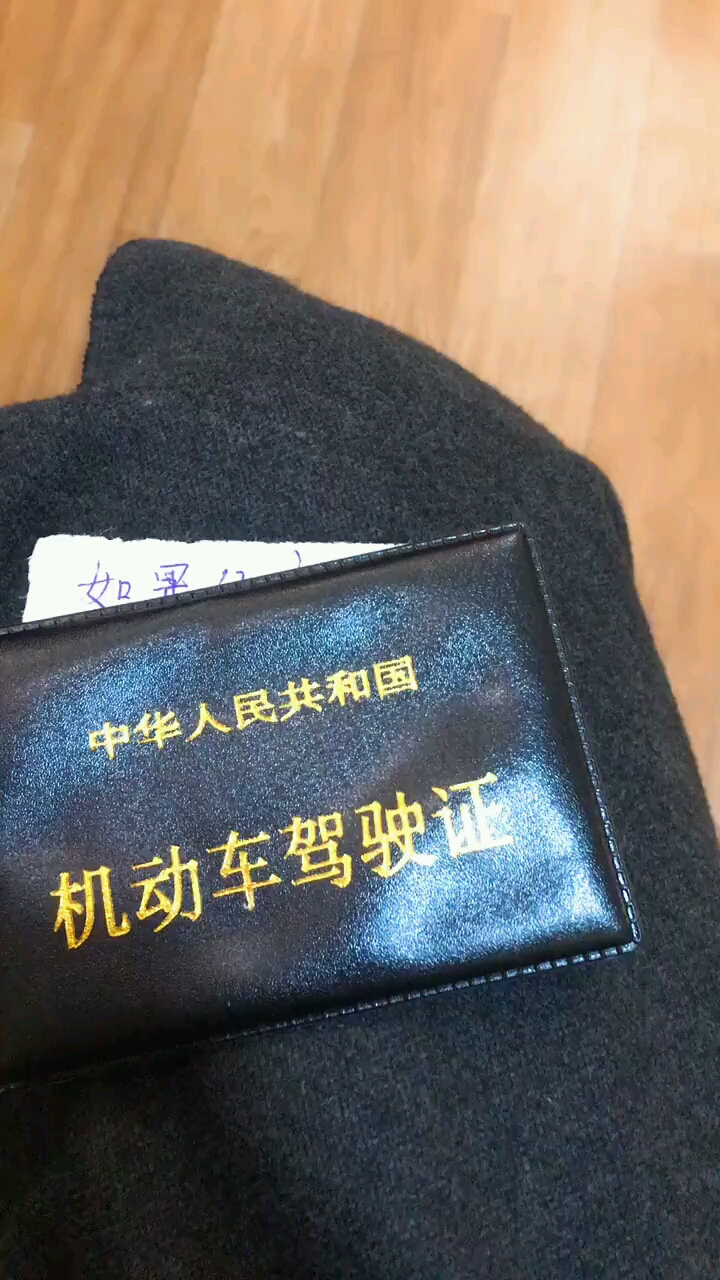 如果
中华人民共和国
机动车驾驶证